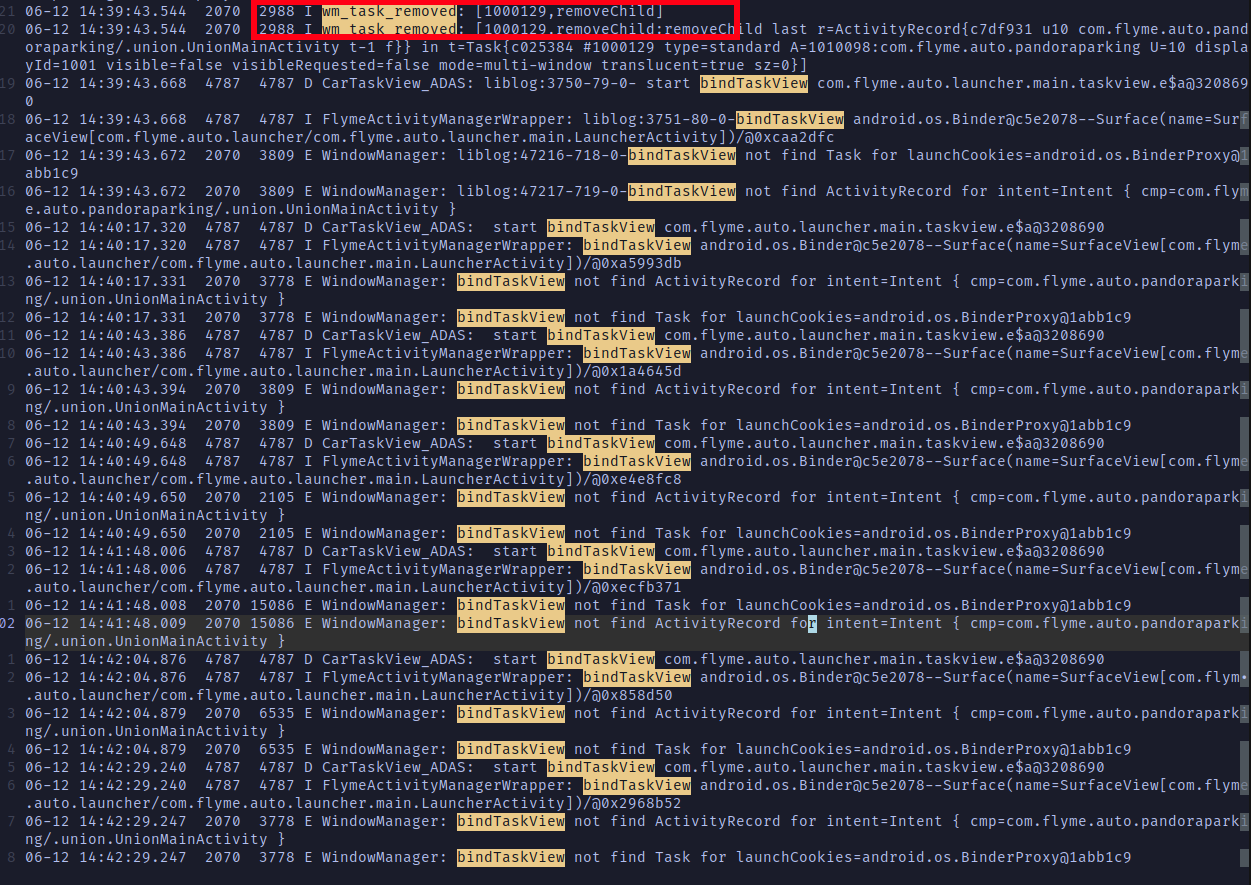 21 06-12 14:39:43.544  2070  2988 I wm_task_removed: [1000129,removeChild]
20 06-12 14:39:43.544  2070  2988 I wm_task_removed: [1000129,removeChild:removeChild last r=ActivityRecord{c7df931 u10 com.flyme.auto.pand
oraparking/.union.UnionMainActivity t-1 f}} in t=Task{c025384 #1000129 type=standard A=1010098:com.flyme.auto.pandoraparking U=10 displa
yId=1001 visible=false visibleRequested=false mode=multi-window translucent=true sz=0}]
19 06-12 14:39:43.668  4787  4787 D CarTaskView_ADAS: liblog:3750-79-0- start bindTaskView com.flyme.auto.launcher.main.taskview.e$a@320869
0
18 06-12 14:39:43.668  4787  4787 I FlymeActivityManagerWrapper: liblog:3751-80-0-bindTaskView android.os.Binder@c5e2078--Surface(name=Surf
aceView[com.flyme.auto.launcher/com.flyme.auto.launcher.main.LauncherActivity])/@0xcaa2dfc
17 06-12 14:39:43.672  2070  3809 E WindowManager: liblog:47216-718-0-bindTaskView not find Task for launchCookies=android.os.BinderProxy@1
abb1c9
16 06-12 14:39:43.672  2070  3809 E WindowManager: liblog:47217-719-0-bindTaskView not find ActivityRecord for intent=Intent { cmp=com.flym
e.auto.pandoraparking/.union.UnionMainActivity }
15 06-12 14:40:17.320  4787  4787 D CarTaskView_ADAS:  start bindTaskView com.flyme.auto.launcher.main.taskview.e$a@3208690
14 06-12 14:40:17.320  4787  4787 I FlymeActivityManagerWrapper: bindTaskView android.os.Binder@c5e2078--Surface(name=SurfaceView[com.flyme
.auto.launcher/com.flyme.auto.launcher.main.LauncherActivity])/@0xa5993db
13 06-12 14:40:17.331  2070  3778 E WindowManager: bindTaskView not find ActivityRecord for intent=Intent { cmp=com.flyme.auto.pandoraparki
ng/.union.UnionMainActivity }
12 06-12 14:40:17.331  2070  3778 E WindowManager: bindTaskView not find Task for launchCookies=android.os.BinderProxy@1abb1c9
11 06-12 14:40:43.386  4787  4787 D CarTaskView_ADAS:  start bindTaskView com.flyme.auto.launcher.main.taskview.e$a@3208690
10 06-12 14:40:43.386  4787  4787 I FlymeActivityManagerWrapper: bindTaskView android.os.Binder@c5e2078--Surface(name=SurfaceView[com.flyme
.auto.launcher/com.flyme.auto.launcher.main.LauncherActivity])/@0x1a4645d
9 06-12 14:40:43.394  2070  3809 E WindowManager: bindTaskView not find ActivityRecord for intent=Intent { cmp=com.flyme.auto.pandoraparki
ng/.union.UnionMainActivity }
8 06-12 14:40:43.394  2070  3809 E WindowManager: bindTaskView not find Task for launchCookies=android.os.BinderProxy@1abb1c9
7 06-12 14:40:49.648  4787  4787 D CarTaskView_ADAS:  start bindTaskView com.flyme.auto.launcher.main.taskview.e$a@3208690
6 06-12 14:40:49.648  4787  4787 I FlymeActivityManagerWrapper: bindTaskView android.os.Binder@c5e2078--Surface(name=SurfaceView[com.flyme
.auto.launcher/com.flyme.auto.launcher.main.LauncherActivity])/@0xe4e8fc8
5 06-12 14:40:49.650  2070  2105 E WindowManager: bindTaskView not find ActivityRecord for intent=Intent { cmp=com.flyme.auto.pandoraparki
ng/.union.UnionMainActivity }
4 06-12 14:40:49.650  2070  2105 E WindowManager: bindTaskView not find Task for launchCookies=android.os.BinderProxy@1abb1c9
3 06-12 14:41:48.006  4787  4787 D CarTaskView_ADAS:  start bindTaskView com.flyme.auto.launcher.main.taskview.e$a@3208690
2 06-12 14:41:48.006  4787  4787 I FlymeActivityManagerWrapper: bindTaskView android.os.Binder@c5e2078--Surface(name=SurfaceView[com.flyme
.auto.launcher/com.flyme.auto.launcher.main.LauncherActivity])/@0xecfb371
1 06-12 14:41:48.008  2070 15086 E WindowManager: bindTaskView not find Task for launchCookies=android.os.BinderProxy@1abb1c9
02 06-12 14:41:48.009  2070 15086 E WindowManager: bindTaskView not find ActivityRecord for intent=Intent { cmp=com.flyme.auto.pandoraparki
ng/.union.UnionMainActivity }
1 06-12 14:42:04.876  4787  4787 D CarTaskView_ADAS:  start bindTaskView com.flyme.auto.launcher.main.taskview.e$a@3208690
2 06-12 14:42:04.876  4787  4787 I FlymeActivityManagerWrapper: bindTaskView android.os.Binder@c5e2078--Surface(name=SurfaceView[com.flym
.auto.launcher/com.flyme.auto.launcher.main.LauncherActivity])/@0x858d50
3 06-12 14:42:04.879  2070  6535 E WindowManager: bindTaskView not find ActivityRecord for intent=Intent { cmp=com.flyme.auto.pandoraparki
ng/.union.UnionMainActivity }
4 06-12 14:42:04.879  2070  6535 E WindowManager: bindTaskView not find Task for launchCookies=android.os.BinderProxy@1abb1c9
5 06-12 14:42:29.240  4787  4787 D CarTaskView_ADAS:  start bindTaskView com.flyme.auto.launcher.main.taskview.e$a@3208690
6 06-12 14:42:29.240  4787  4787 I FlymeActivityManagerWrapper: bindTaskView android.os.Binder@c5e2078--Surface(name=SurfaceView[com.flyme
.auto.launcher/com.flyme.auto.launcher.main.LauncherActivity])/@0x2968b52
7 06-12 14:42:29.247  2070  3778 E WindowManager: bindTaskView not find ActivityRecord for intent=Intent { cmp=com.flyme.auto.pandoraparki
ng/.union.UnionMainActivity }
8 06-12 14:42:29.247  2070  3778 E WindowManager: bindTaskView not find Task for launchCookies=android.os.BinderProxy@1abb1c9